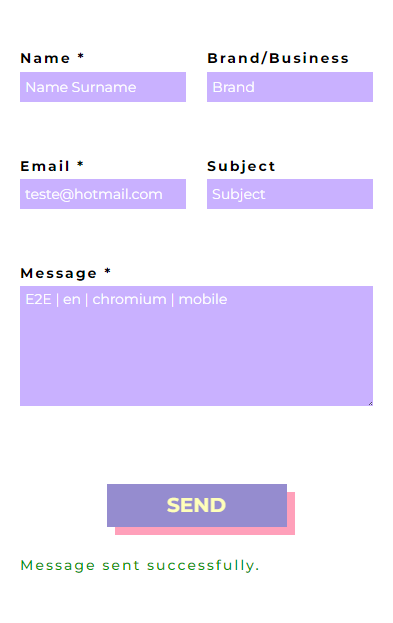 Name * Brand/Business
Name Surname Brand
Email * Subject
teste@hotmail.com Subject
Message *
E2E | en | chromium | mobile
SEND
Message sent successfully.